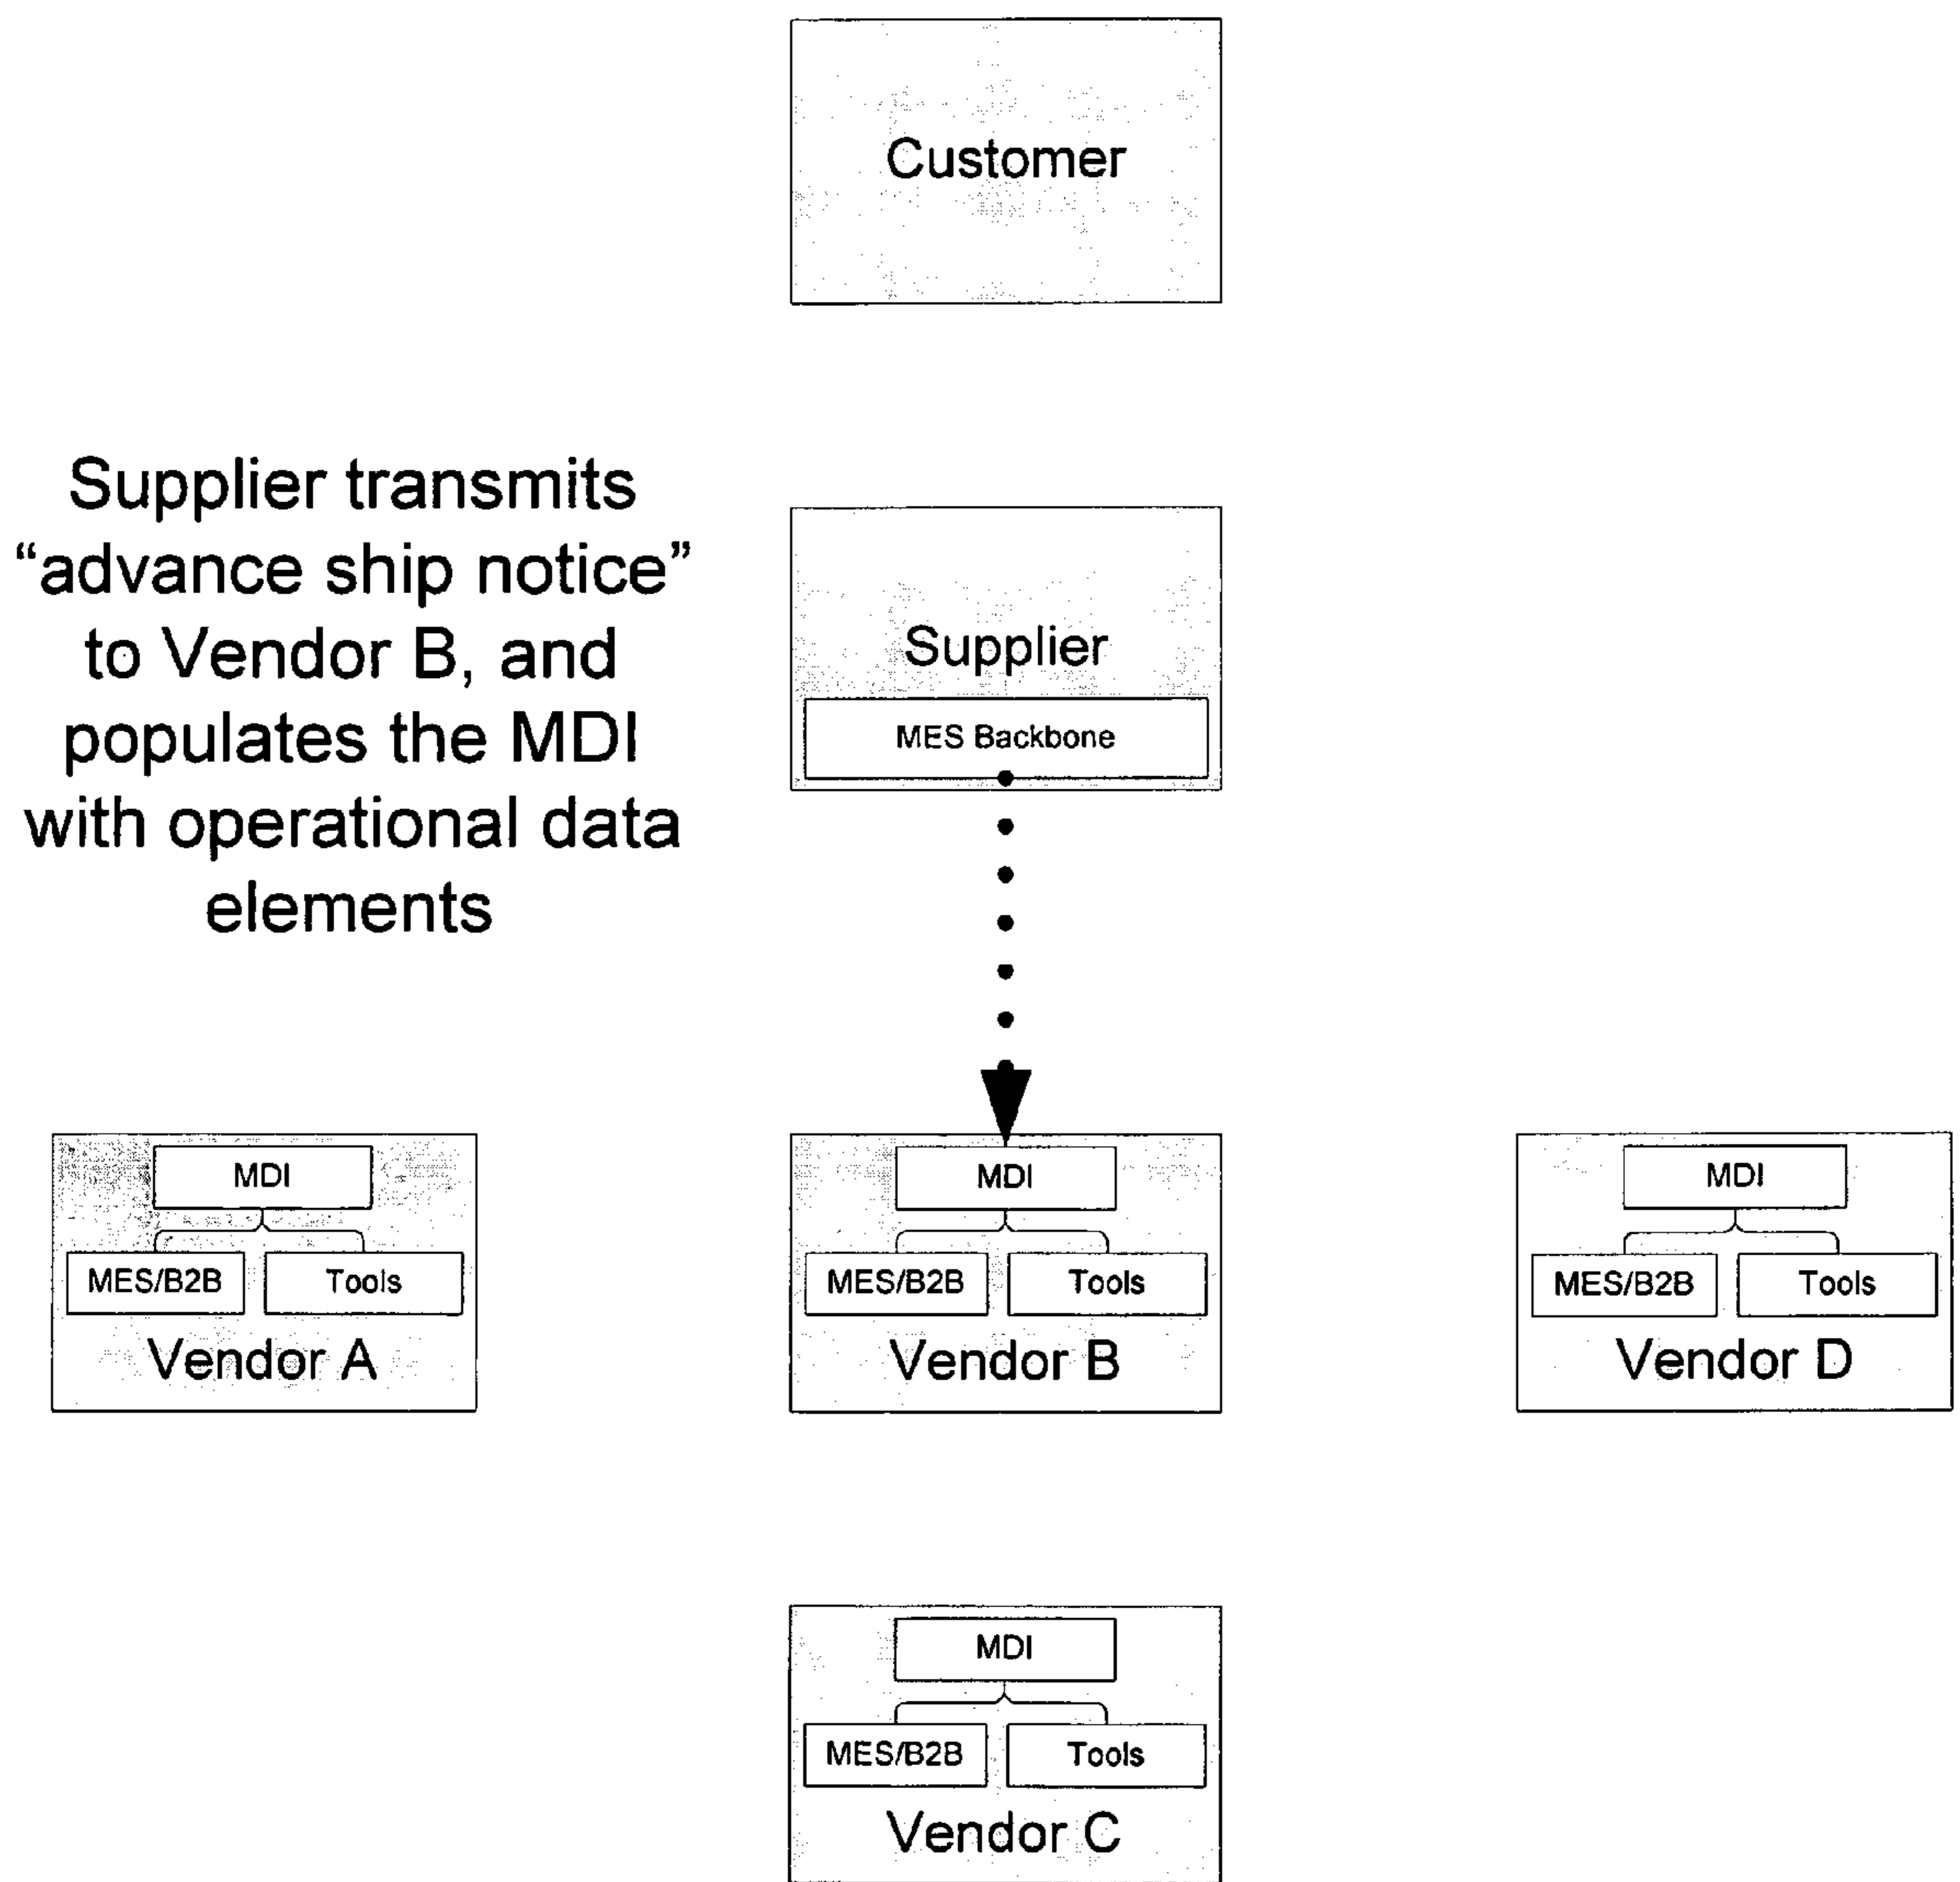 Customer
Supplier transmits
“advance ship notice”
to Vendor B, and
populates the MDI
with operational data
elements
Supplier
MES Backbone
MDI
MES/B2B
Tools
Vendor A
MDI
MES/B2B
Tools
Vendor B
MDI
MES/B2B
Tools
Vendor D
MDI
MES/B2B
Tools
Vendor C